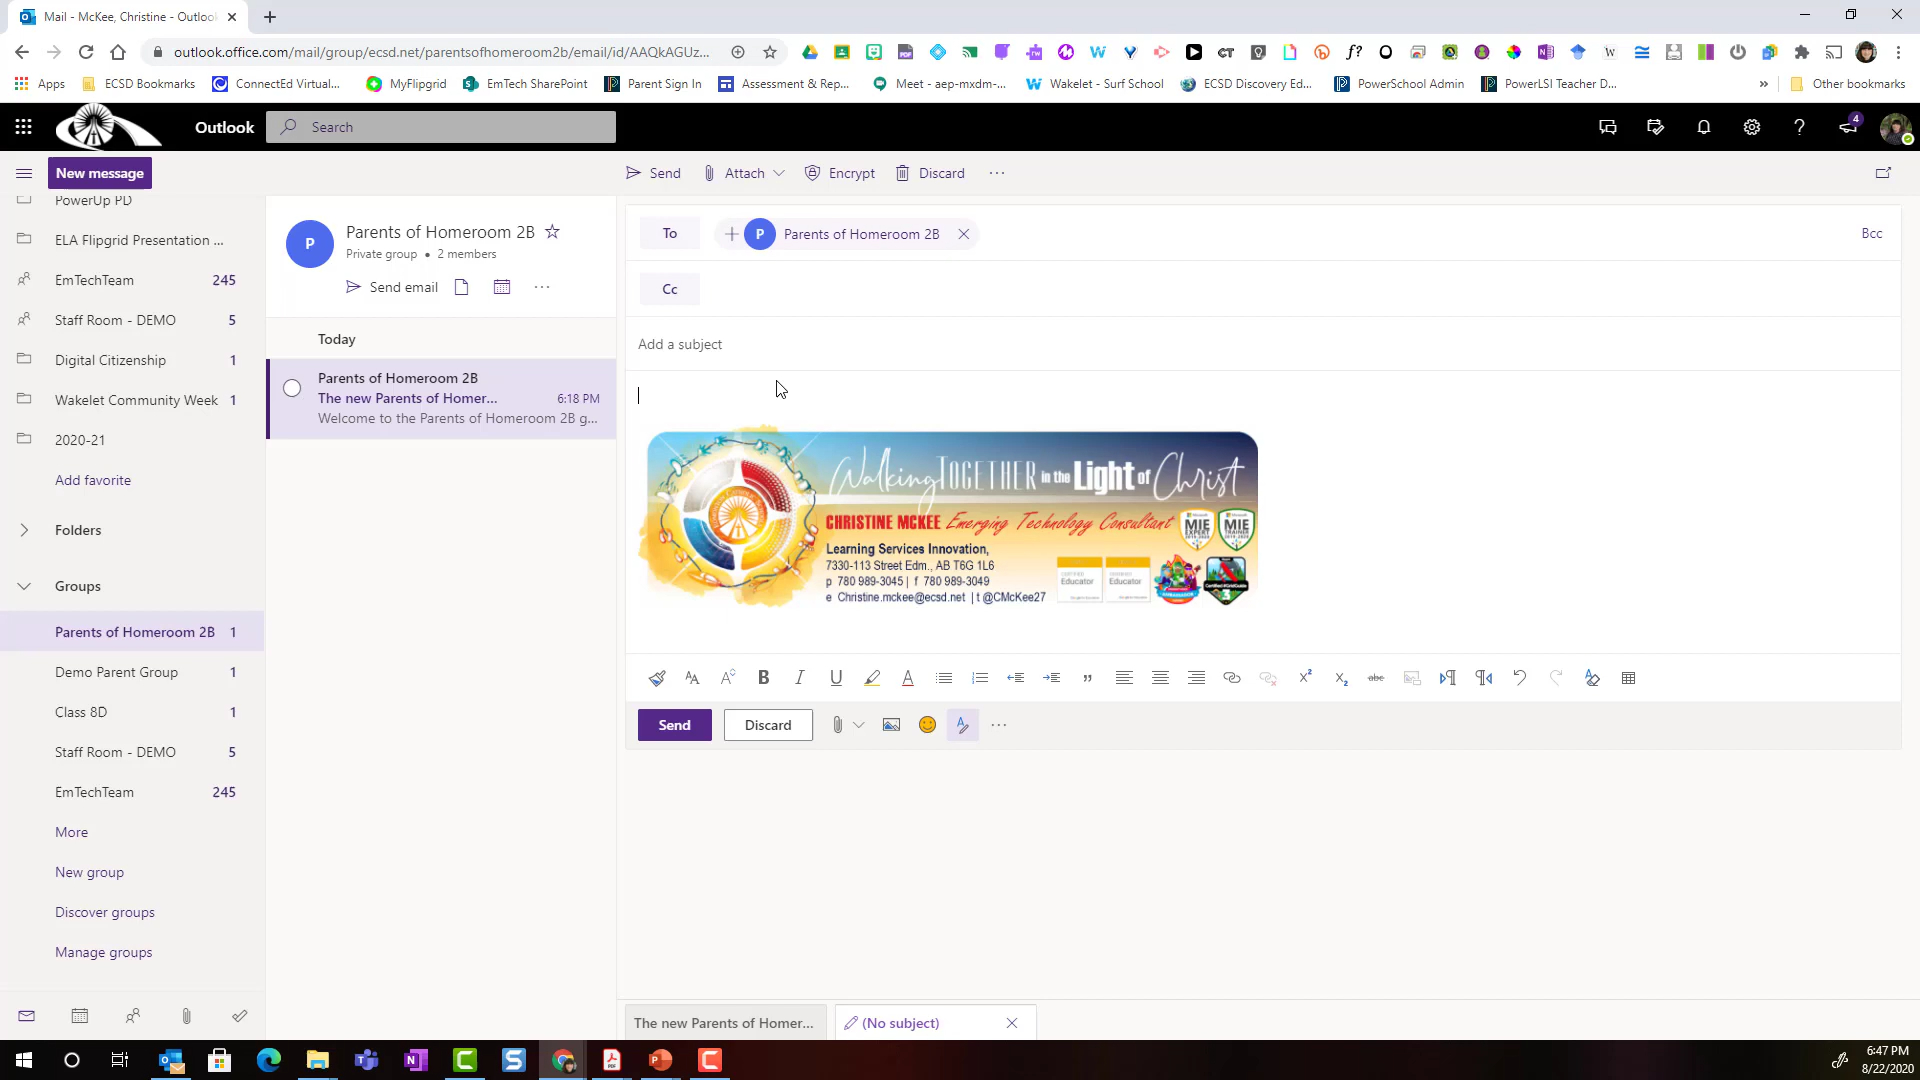 Mail - McKee, Christine - Outlook
outlook.office.com/mail/group/ecsd.net/parentsofhomeroom2b/email/id/AAQkAGUz...
Apps
ECSD Bookmarks
ConnectEd Virtual...
MyFlipgrid
EmTech SharePoint
Parent Sign In
Assessment & Rep...
Meet - aep-mxdm-...
Wakelet - Surf School
ECSD Discovery Ed...
PowerSchool Admin
PowerLSI Teacher D...
»
Other bookmarks
Outlook
Search
4
New message
Send
Attach
Encrypt
Discard
PowerUp PD
ELA Flipgrid Presentation ...
EmTechTeam 245
Staff Room - DEMO 5
Digital Citizenship 1
Wakelet Community Week 1
2020-21
Add favorite
Folders
Groups
Parents of Homeroom 2B 1
Demo Parent Group 1
Class 8D 1
Staff Room - DEMO 5
EmTechTeam 245
More
New group
Discover groups
Manage groups
P
Parents of Homeroom 2B
Private group • 2 members
Send email
Today
Parents of Homeroom 2B
The new Parents of Homer... 6:18 PM
Welcome to the Parents of Homeroom 2B g...
To
P Parents of Homeroom 2B
Bcc
Cc
Add a subject
Walking TOGETHER in the Light of Christ
CHRISTINE MCKEE Emerging Technology Consultant
MIE EXPERT
MIE TRAINER
Learning Services Innovation,
7330-113 Street Edm., AB T6G 1L6
p 780 989-3045 | f 780 989-3049
e Christine.mckee@ecsd.net | t @CMcKee27
Educator
Educator
Send
Discard
The new Parents of Homer...
(No subject)
6:47 PM
8/22/2020